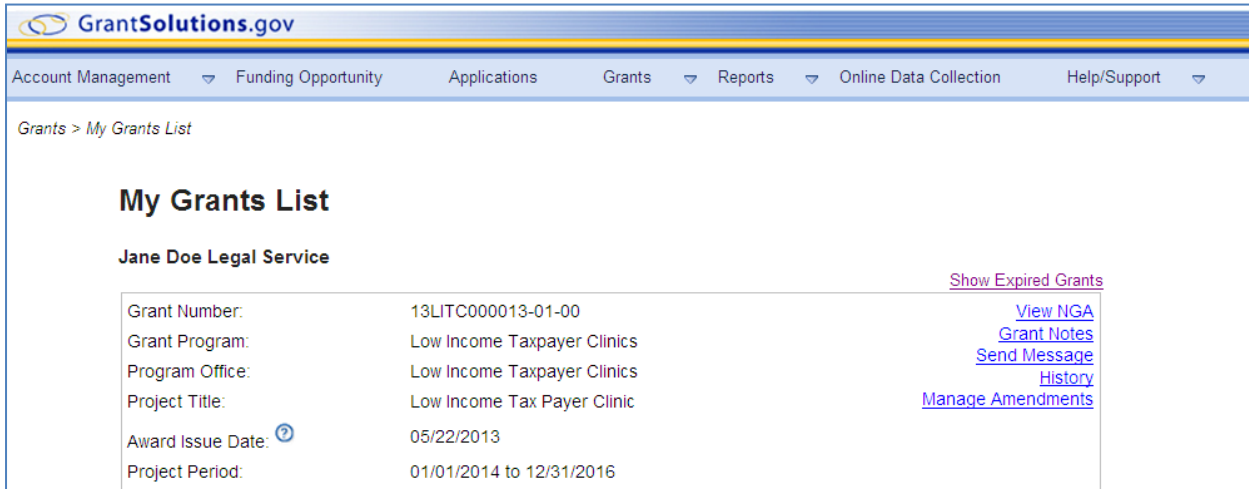 GrantSolutions.gov
Account Management Funding Opportunity Applications Grants Reports Online Data Collection Help/Support
Grants > My Grants List
My Grants List
Jane Doe Legal Service
Show Expired Grants
Grant Number: 13LITC000013-01-00 View NGA
Grant Program: Low Income Taxpayer Clinics Grant Notes
Program Office: Low Income Taxpayer Clinics Send Message
History
Project Title: Low Income Tax Payer Clinic Manage Amendments
Award Issue Date: ? 05/22/2013
Project Period: 01/01/2014 to 12/31/2016